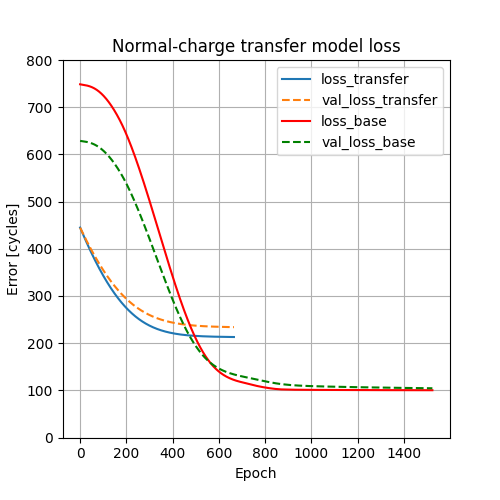 Normal-charge transfer model loss
800
700
600
500
400
300
200
100
0
Error [cycles]
loss_transfer
val_loss_transfer
loss_base
val_loss_base
0 200 400 600 800 1000 1200 1400
Epoch